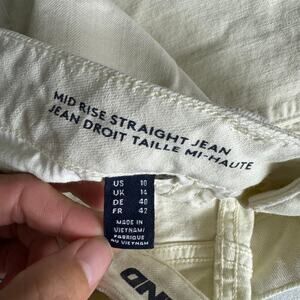 MID RISE STRAIGHT JEAN
JEAN DROIT TAILLE MI-HAUTE
US 10
UK 14
DE 40
FR 42
MADE IN
VIETNAM/
FABRIQUÉ
AU VIETNAM